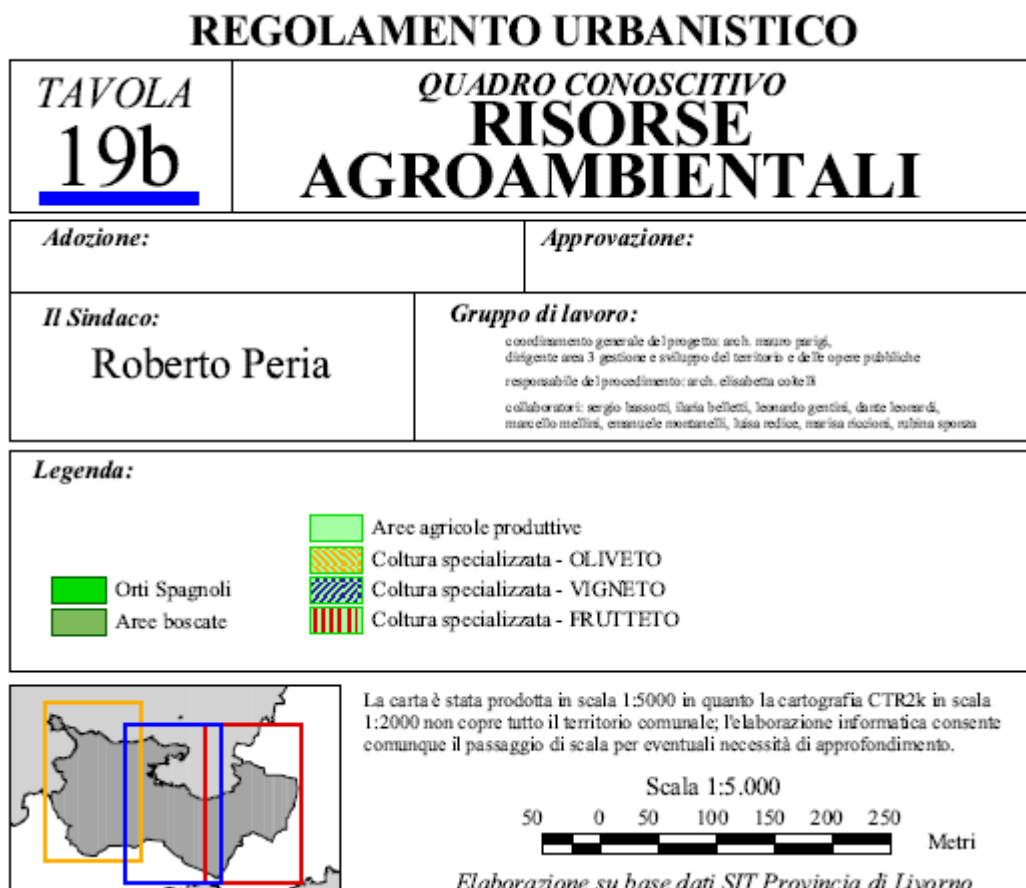 REGOLAMENTO URBANISTICO
TAVOLA
19b
QUADRO CONOSCITIVO
RISORSE
AGROAMBIENTALI
Adozione:
Approvazione:
Il Sindaco:
Roberto Peria
Gruppo di lavoro:
coordinamento generale del progetto: arch. mauro parigi,
dirigente area 3 gestione e sviluppo del territorio e delle opere pubbliche
responsabile del procedimento: arch. elisabetta coltelli
collaboratori: sergio bassotti, ilaria belletti, leonardo gentini, dante leonardi,
marcello mellini, emanuele montanelli, luisa redice, marisa riccioni, rubina sponza
Legenda:
Orti Spagnoli
Aree boscate
Aree agricole produttive
Coltura specializzata - OLIVETO
Coltura specializzata - VIGNETO
Coltura specializzata - FRUTTETO
La carta è stata prodotta in scala 1:5000 in quanto la cartografia CTR2k in scala
1:2000 non copre tutto il territorio comunale; l'elaborazione informatica consente
comunque il passaggio di scala per eventuali necessità di approfondimento.
Scala 1:5.000
50 0 50 100 150 200 250
Metri
Elaborazione su base dati SIT Provincia di Livorno